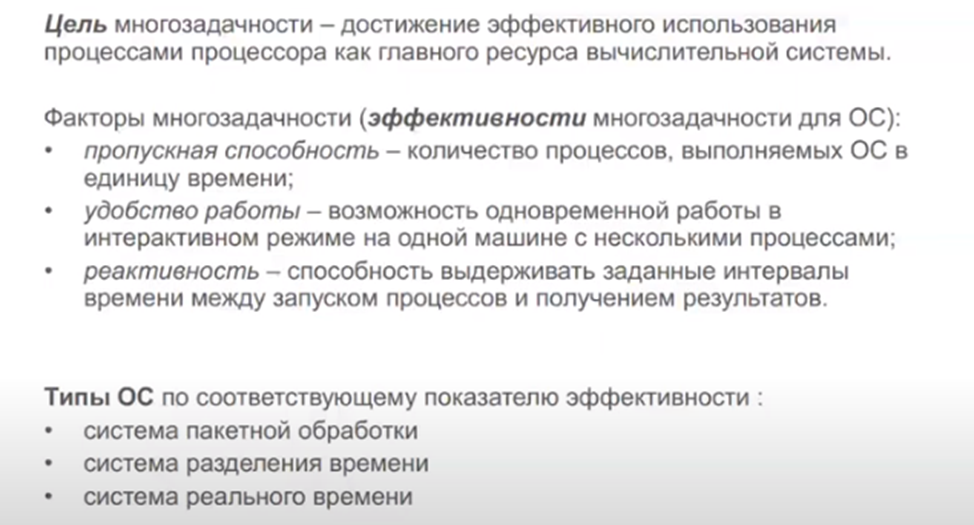 Цель многозадачности – достижение эффективного использования
процессами процессора как главного ресурса вычислительной системы.
Факторы многозадачности (эффективности многозадачности для ОС):
• пропускная способность – количество процессов, выполняемых ОС в
единицу времени;
• удобство работы – возможность одновременной работы в
интерактивном режиме на одной машине с несколькими процессами;
• реактивность – способность выдерживать заданные интервалы
времени между запуском процессов и получением результатов.
Типы ОС по соответствующему показателю эффективности :
• система пакетной обработки
• система разделения времени
• система реального времени